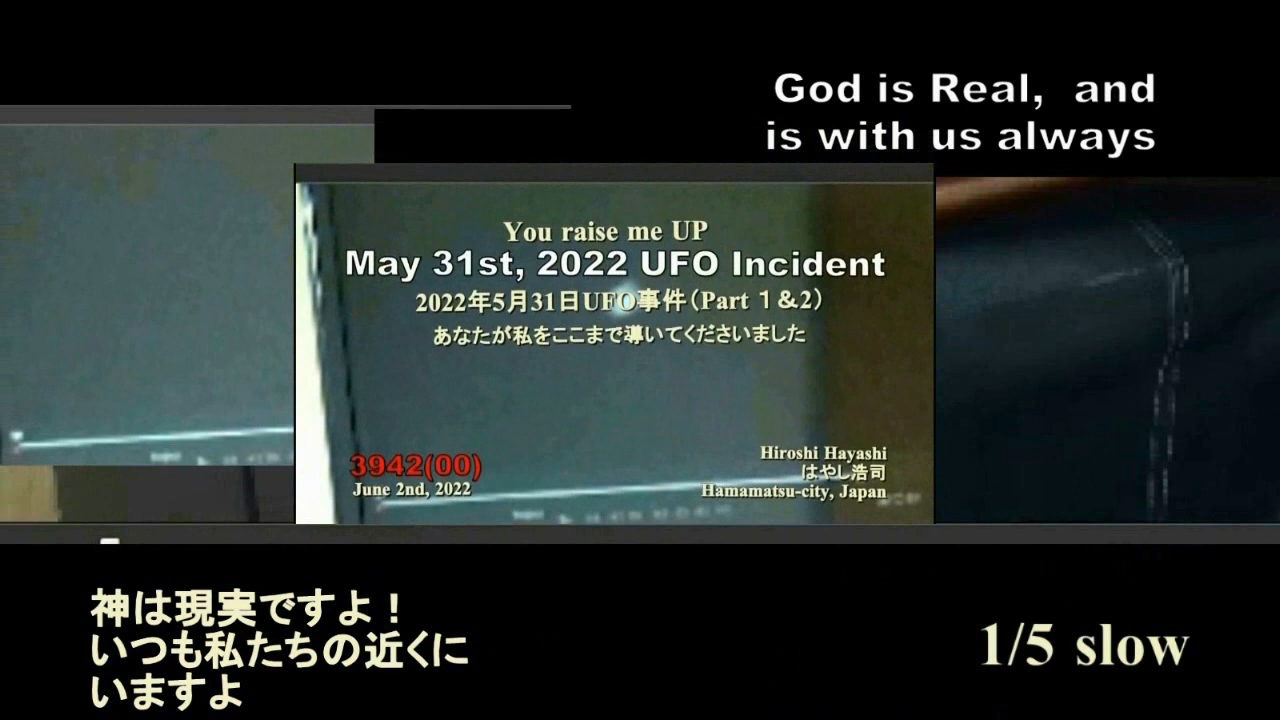 God is Real, and
is with us always
You raise me UP
May 31st, 2022 UFO Incident
2022年5月31日UFO事件（Part １＆2）
あなたが私をここまで導いてくださいました
3942(00)
June 2nd, 2022
Hiroshi Hayashi
はやし浩司
Hamamatsu-city, Japan
神は現実ですよ！
いつも私たちの近くに
いますよ
1/5 slow